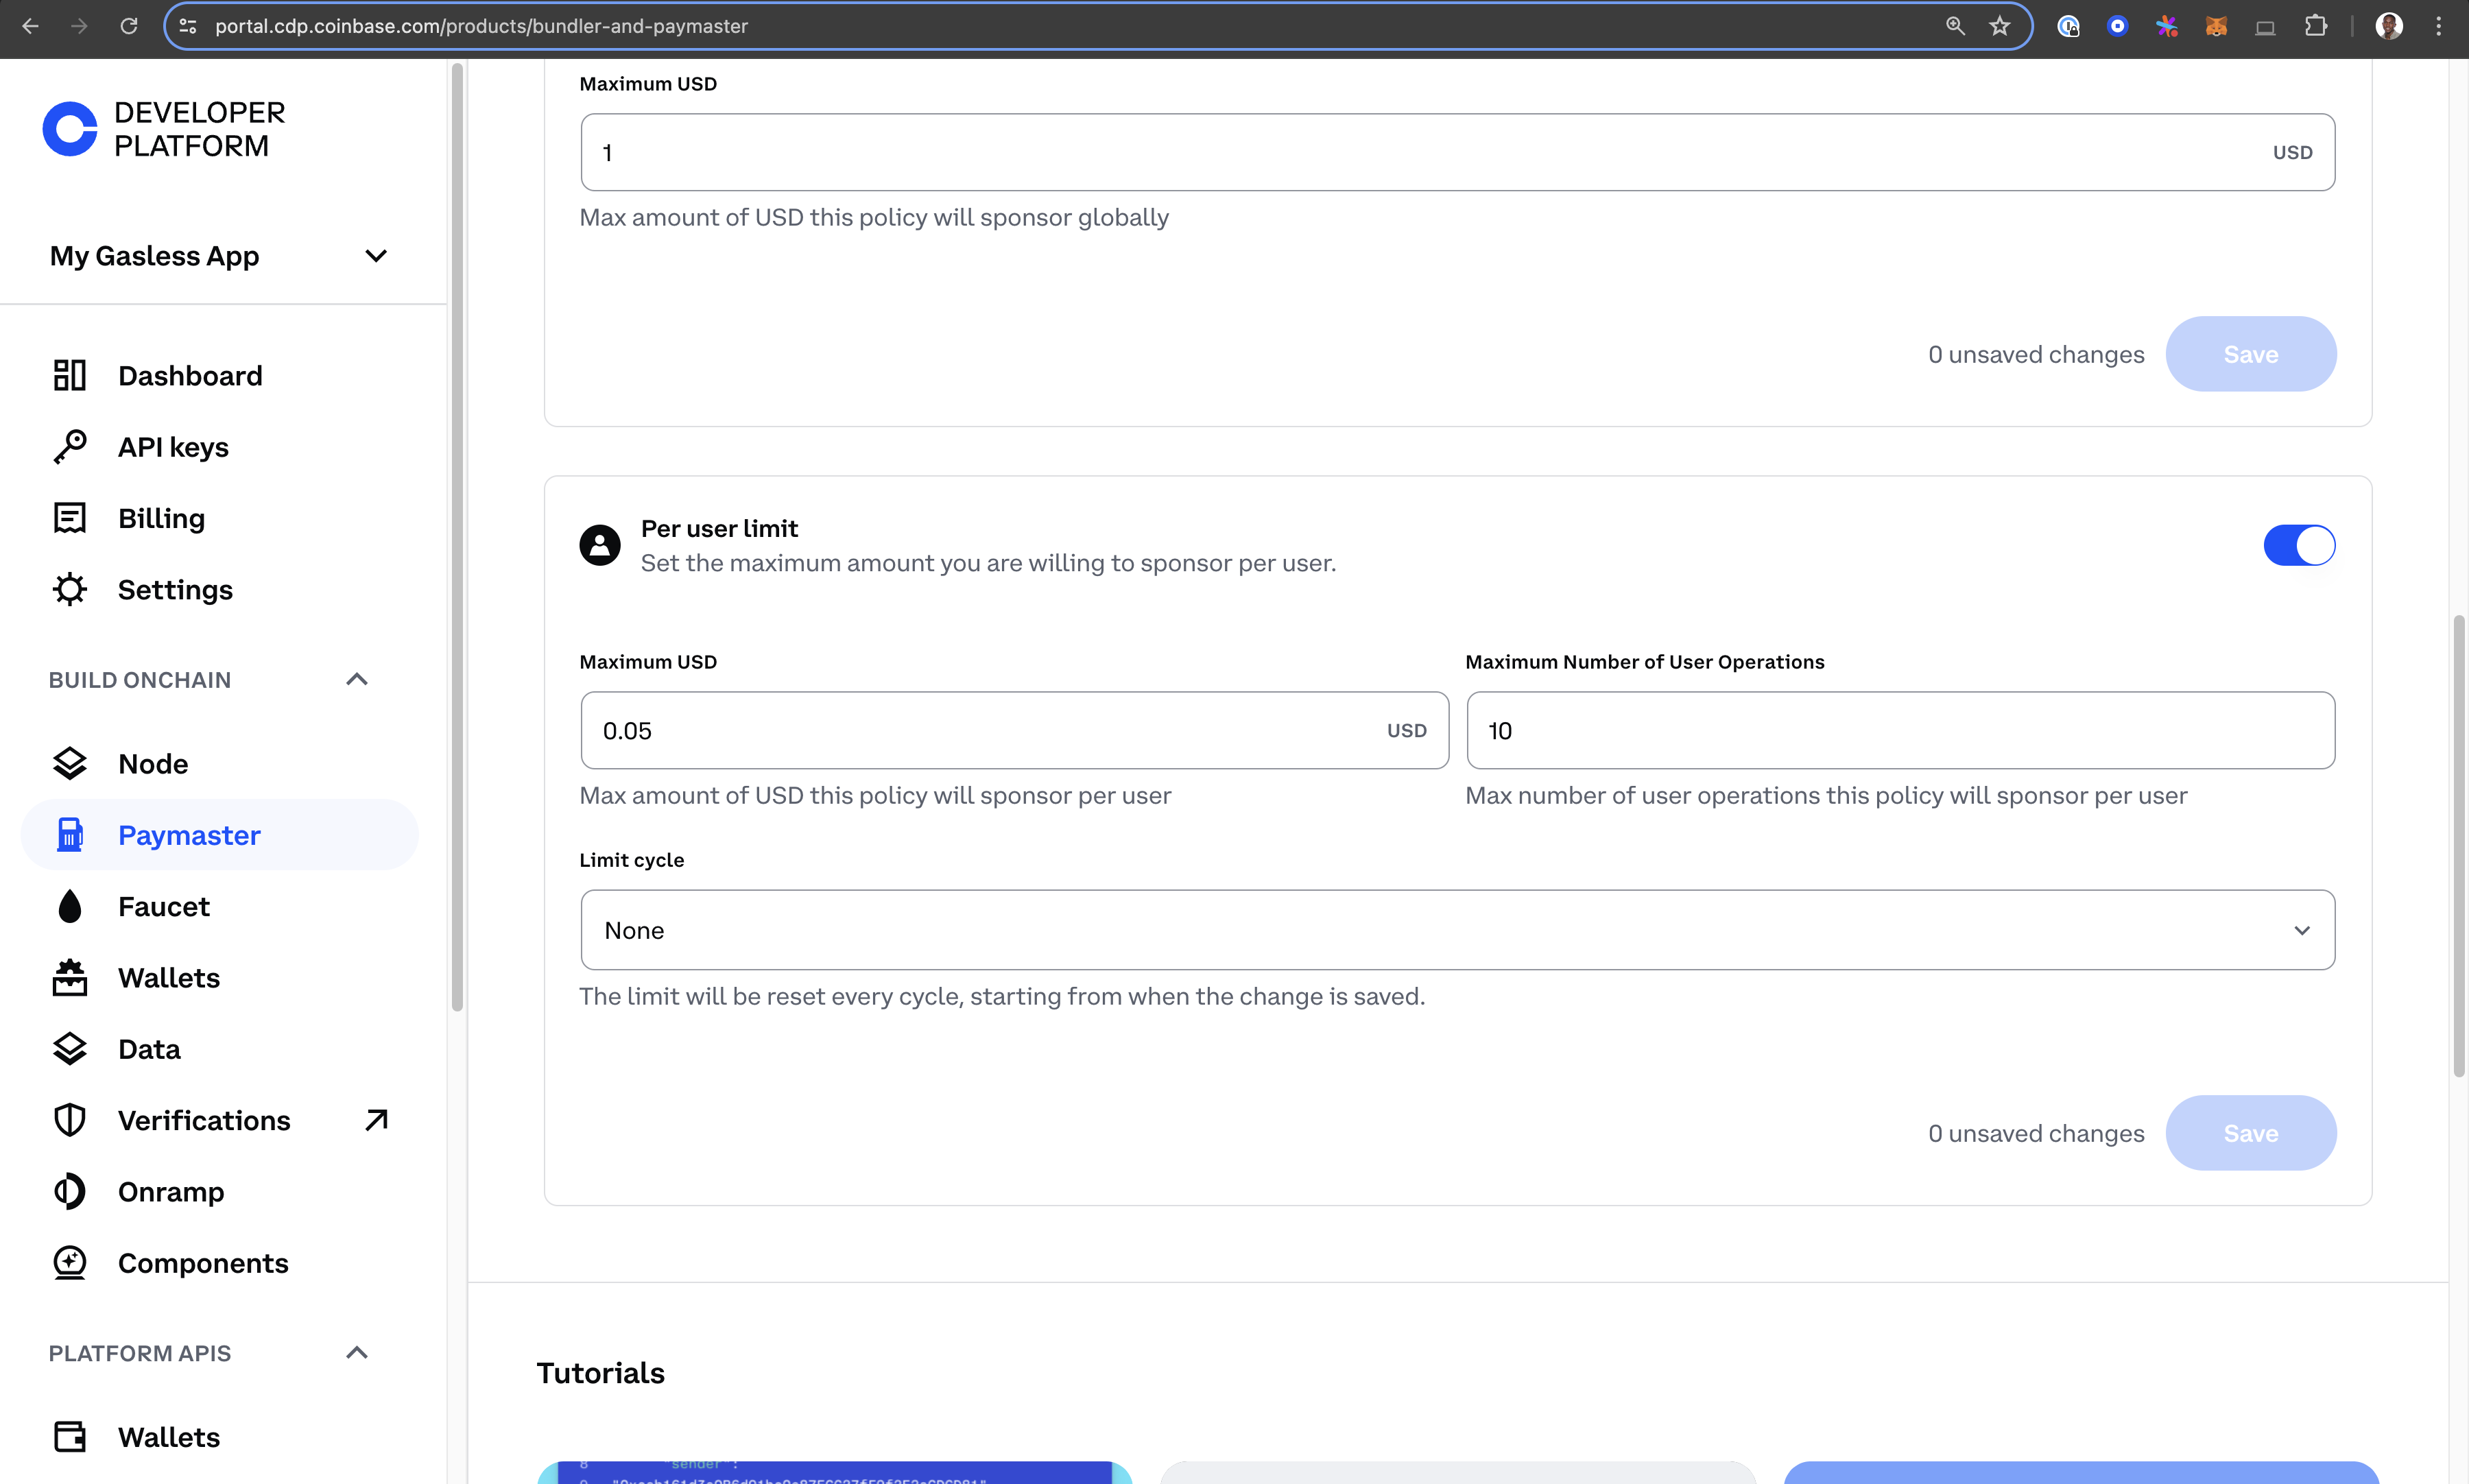 portal.cdp.coinbase.com/products/bundler-and-paymaster
DEVELOPER
PLATFORM
My Gasless App
Dashboard
API keys
Billing
Settings
BUILD ONCHAIN
Node
Paymaster
Faucet
Wallets
Data
Verifications
Onramp
Components
PLATFORM APIS
Wallets
Maximum USD
1
USD
Max amount of USD this policy will sponsor globally
0 unsaved changes
Save
Per user limit
Set the maximum amount you are willing to sponsor per user.
Maximum USD
Maximum Number of User Operations
0.05
USD
10
Max amount of USD this policy will sponsor per user
Max number of user operations this policy will sponsor per user
Limit cycle
None
The limit will be reset every cycle, starting from when the change is saved.
0 unsaved changes
Save
Tutorials
8 "sender":